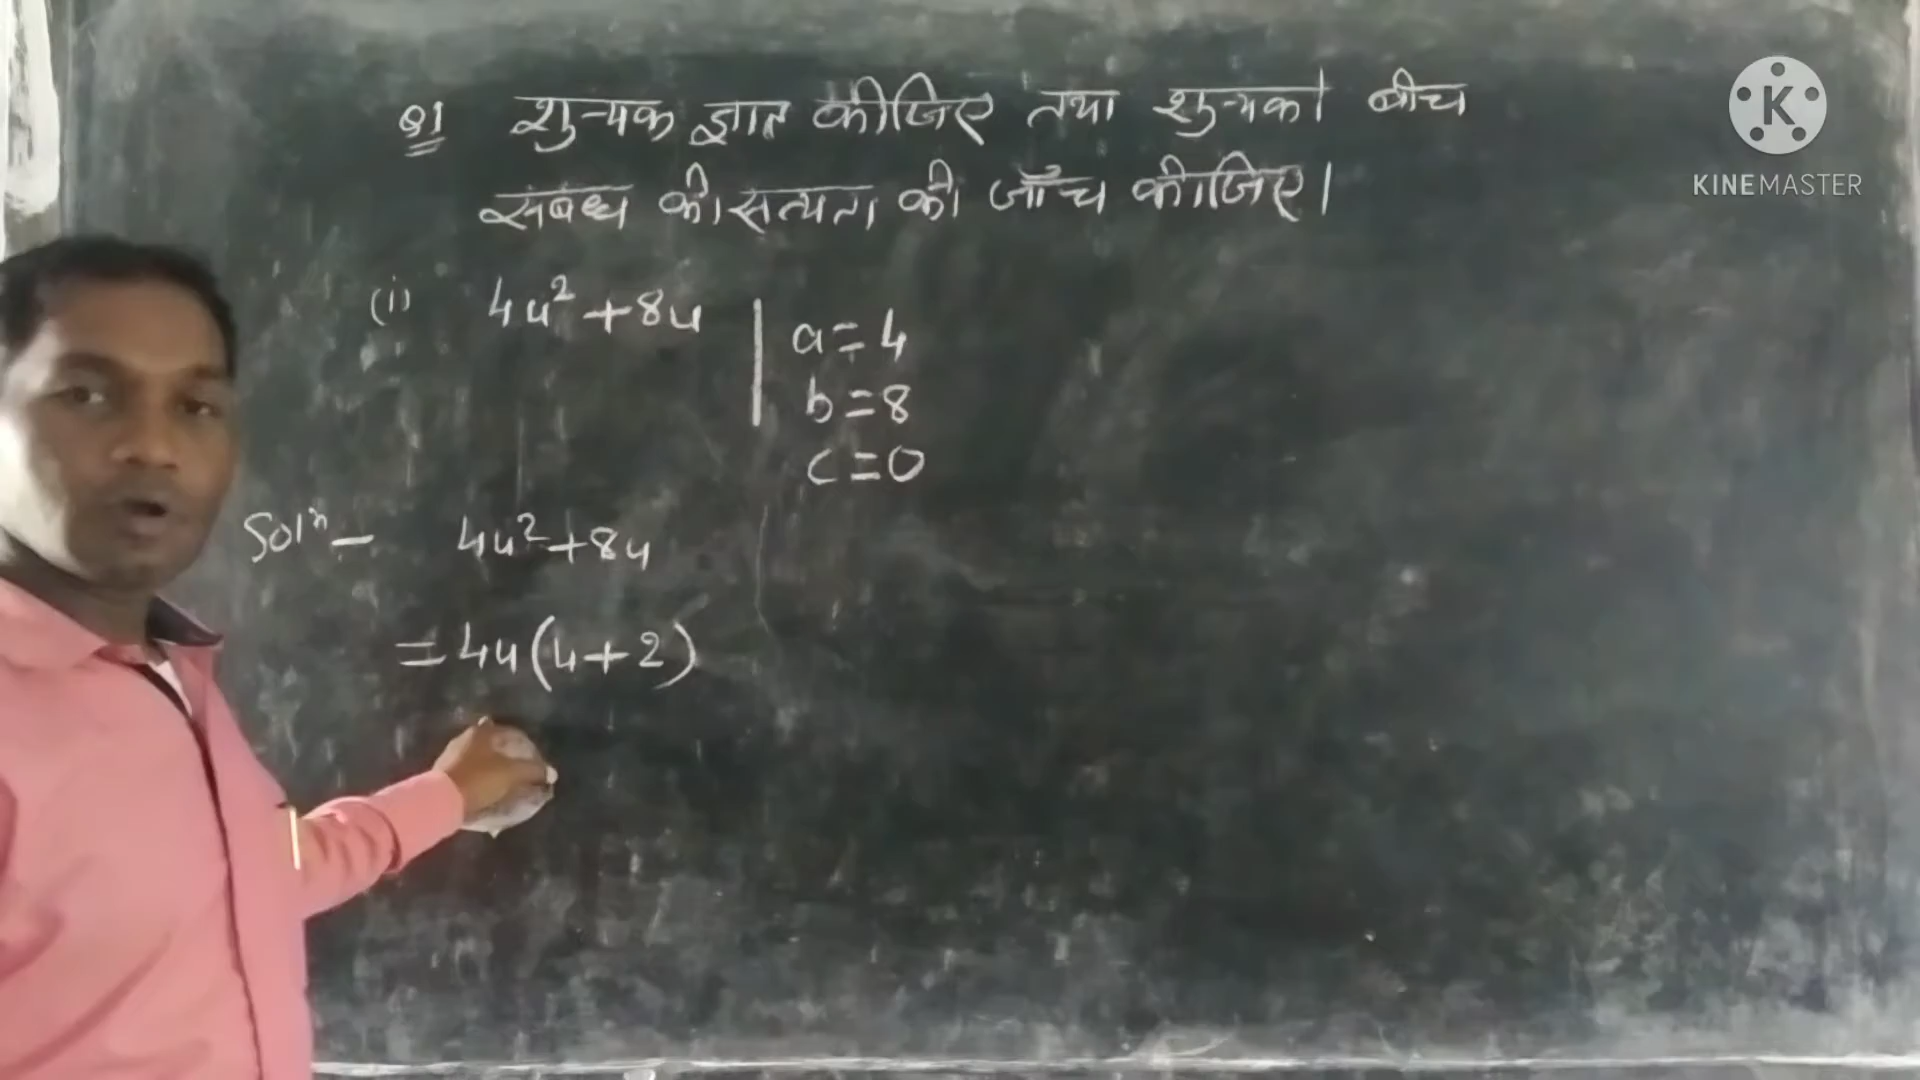 Q1 शुन्यक ज्ञात कीजिए तथा शुन्यकों बीच
संबंध की सत्यता की जाँच कीजिए।
(i) 4u²+8u
a=4
b=8
c=0
Solⁿ- 4u²+8u
=4u(u+2)
KINEMASTER